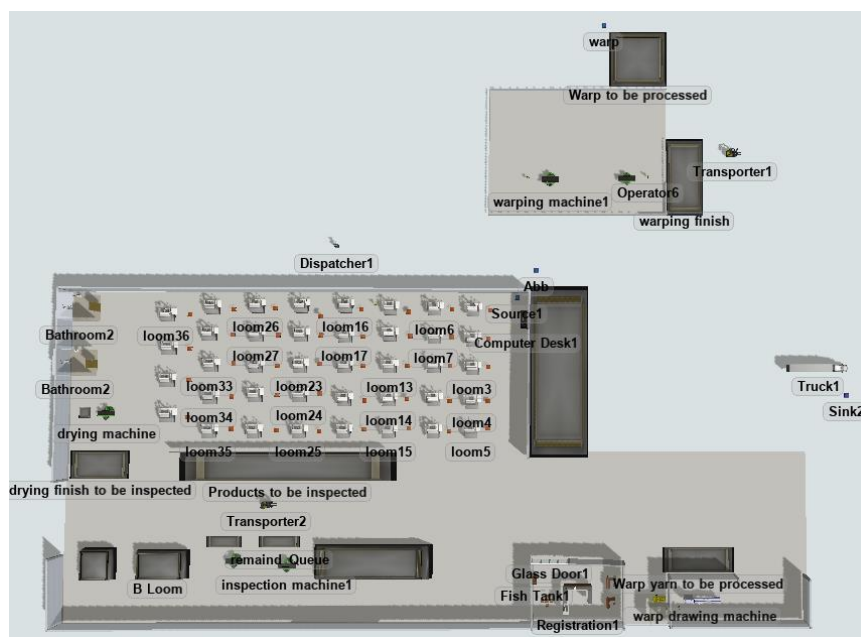 warp
Warp to be processed
Transporter1
Operator6
warping machine1
warping finish
Dispatcher1
Abb
Source1
Bathroom2
loom36
loom26
loom16
loom6
Computer Desk1
loom27
loom17
loom7
Bathroom2
loom33
loom23
loom13
loom3
Truck1
Sink2
loom34
loom24
loom14
loom4
drying machine
loom35
loom25
loom15
loom5
drying finish to be inspected
Products to be inspected
Transporter2
remaind_Queue
B Loom
inspection machine1
Glass Door1
Warp yarn to be processed
Fish Tank1
warp drawing machine
Registration1